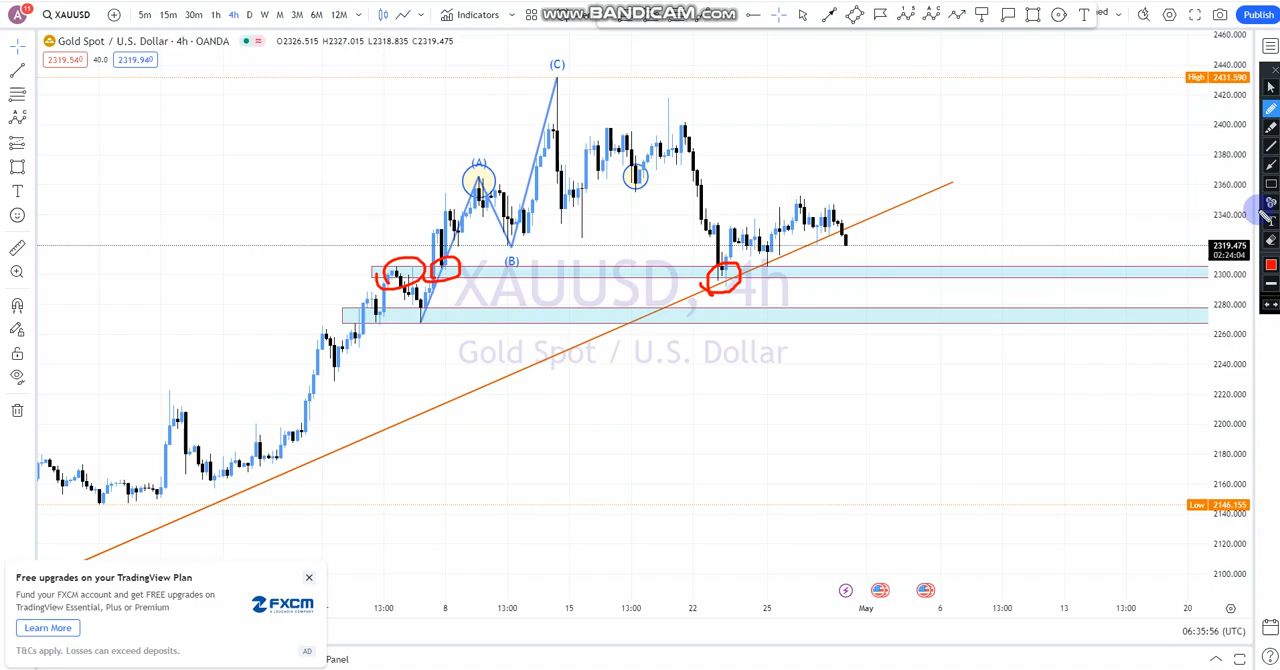 A 11 XAUUSD 5m 15m 30m 1h 4h D W M 3M 6M 12M Indicators
www.BANDICAM.com
ed
Publish
Gold Spot / U.S. Dollar · 4h · OANDA O2326.515 H2327.015 L2318.835 C2319.475
2319.540 40.0 2319.940
2460.000
2440.000
High 2431.590
2420.000
2400.000
2380.000
2360.000
2340.000
2319.475
02:24:04
2300.000
2280.000
2260.000
2240.000
2220.000
2200.000
2180.000
2160.000
Low 2146.155
2140.000
2120.000
2100.000
(C)
(A)
(B)
XAUUSD, 4h
Gold Spot / U.S. Dollar
Free upgrades on your TradingView Plan
Fund your FXCM account and get FREE upgrades on
TradingView Essential, Plus or Premium
FXCM
Learn More
T&Cs apply. Losses can exceed deposits.
AD
13:00 8 13:00 15 13:00 22 25 May 6 13:00 13 13:00 20
06:35:56 (UTC)
Panel